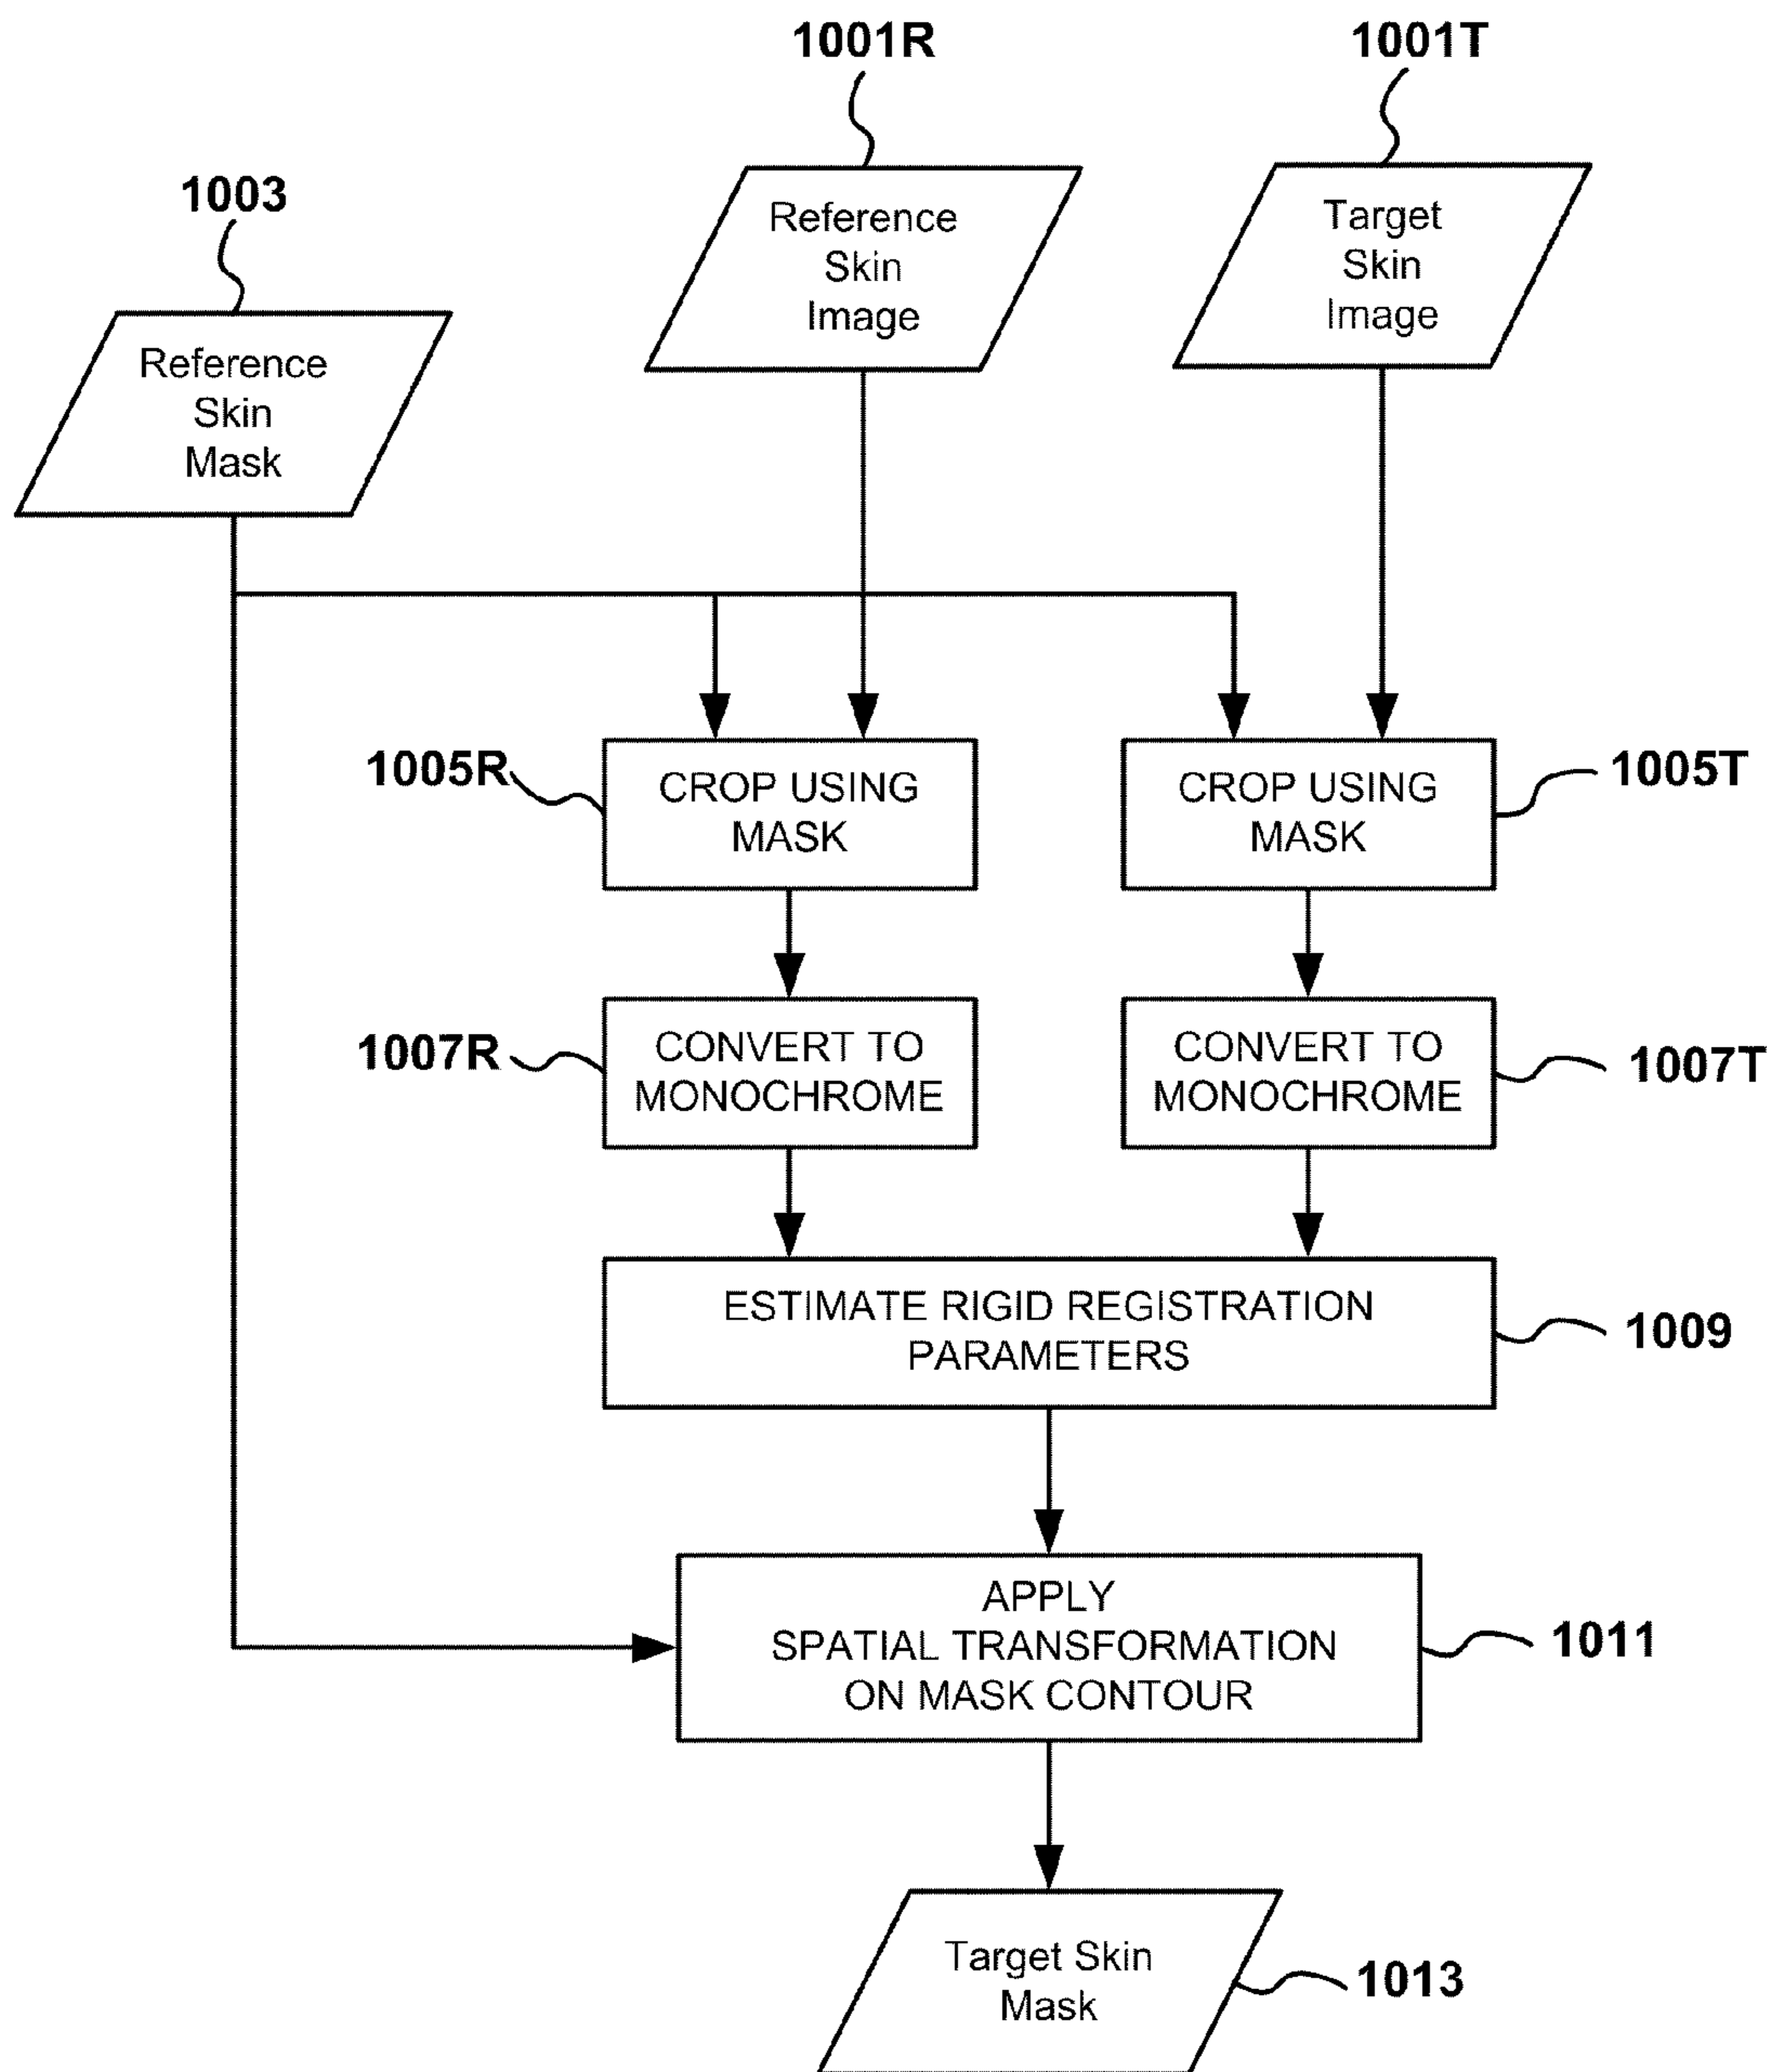 1001R
1001T
1003
Reference
Skin
Image
Target
Skin
Image
Reference
Skin
Mask
1005R
CROP USING
MASK
CROP USING
MASK
1005T
1007R
CONVERT TO
MONOCHROME
CONVERT TO
MONOCHROME
1007T
ESTIMATE RIGID REGISTRATION
PARAMETERS
1009
APPLY
SPATIAL TRANSFORMATION
ON MASK CONTOUR
1011
Target Skin
Mask
1013